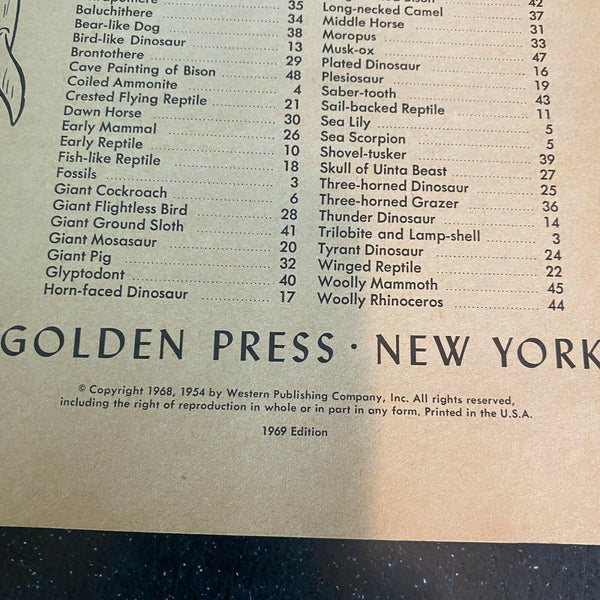 35
Baluchithere 34
Bear-like Dog 38
Bird-like Dinosaur 13
Brontothere 29
Cave Painting of Bison 48
Coiled Ammonite 4
Crested Flying Reptile 21
Dawn Horse 30
Early Mammal 26
Early Reptile 10
Fish-like Reptile 18
Fossils 3
Giant Cockroach 6
Giant Flightless Bird 28
Giant Ground Sloth 41
Giant Mosasaur 20
Giant Pig 32
Glyptodont 40
Horn-faced Dinosaur 17
42
Long-necked Camel 37
Middle Horse 31
Moropus 33
Musk-ox 47
Plated Dinosaur 16
Plesiosaur 19
Saber-tooth 43
Sail-backed Reptile 11
Sea Lily 5
Sea Scorpion 5
Shovel-tusker 39
Skull of Uinta Beast 27
Three-horned Dinosaur 25
Three-horned Grazer 36
Thunder Dinosaur 14
Trilobite and Lamp-shell 3
Tyrant Dinosaur 24
Winged Reptile 22
Woolly Mammoth 45
Woolly Rhinoceros 44
GOLDEN PRESS · NEW YORK
© Copyright 1968, 1954 by Western Publishing Company, Inc. All rights reserved,
including the right of reproduction in whole or in part in any form. Printed in the U.S.A.
1969 Edition